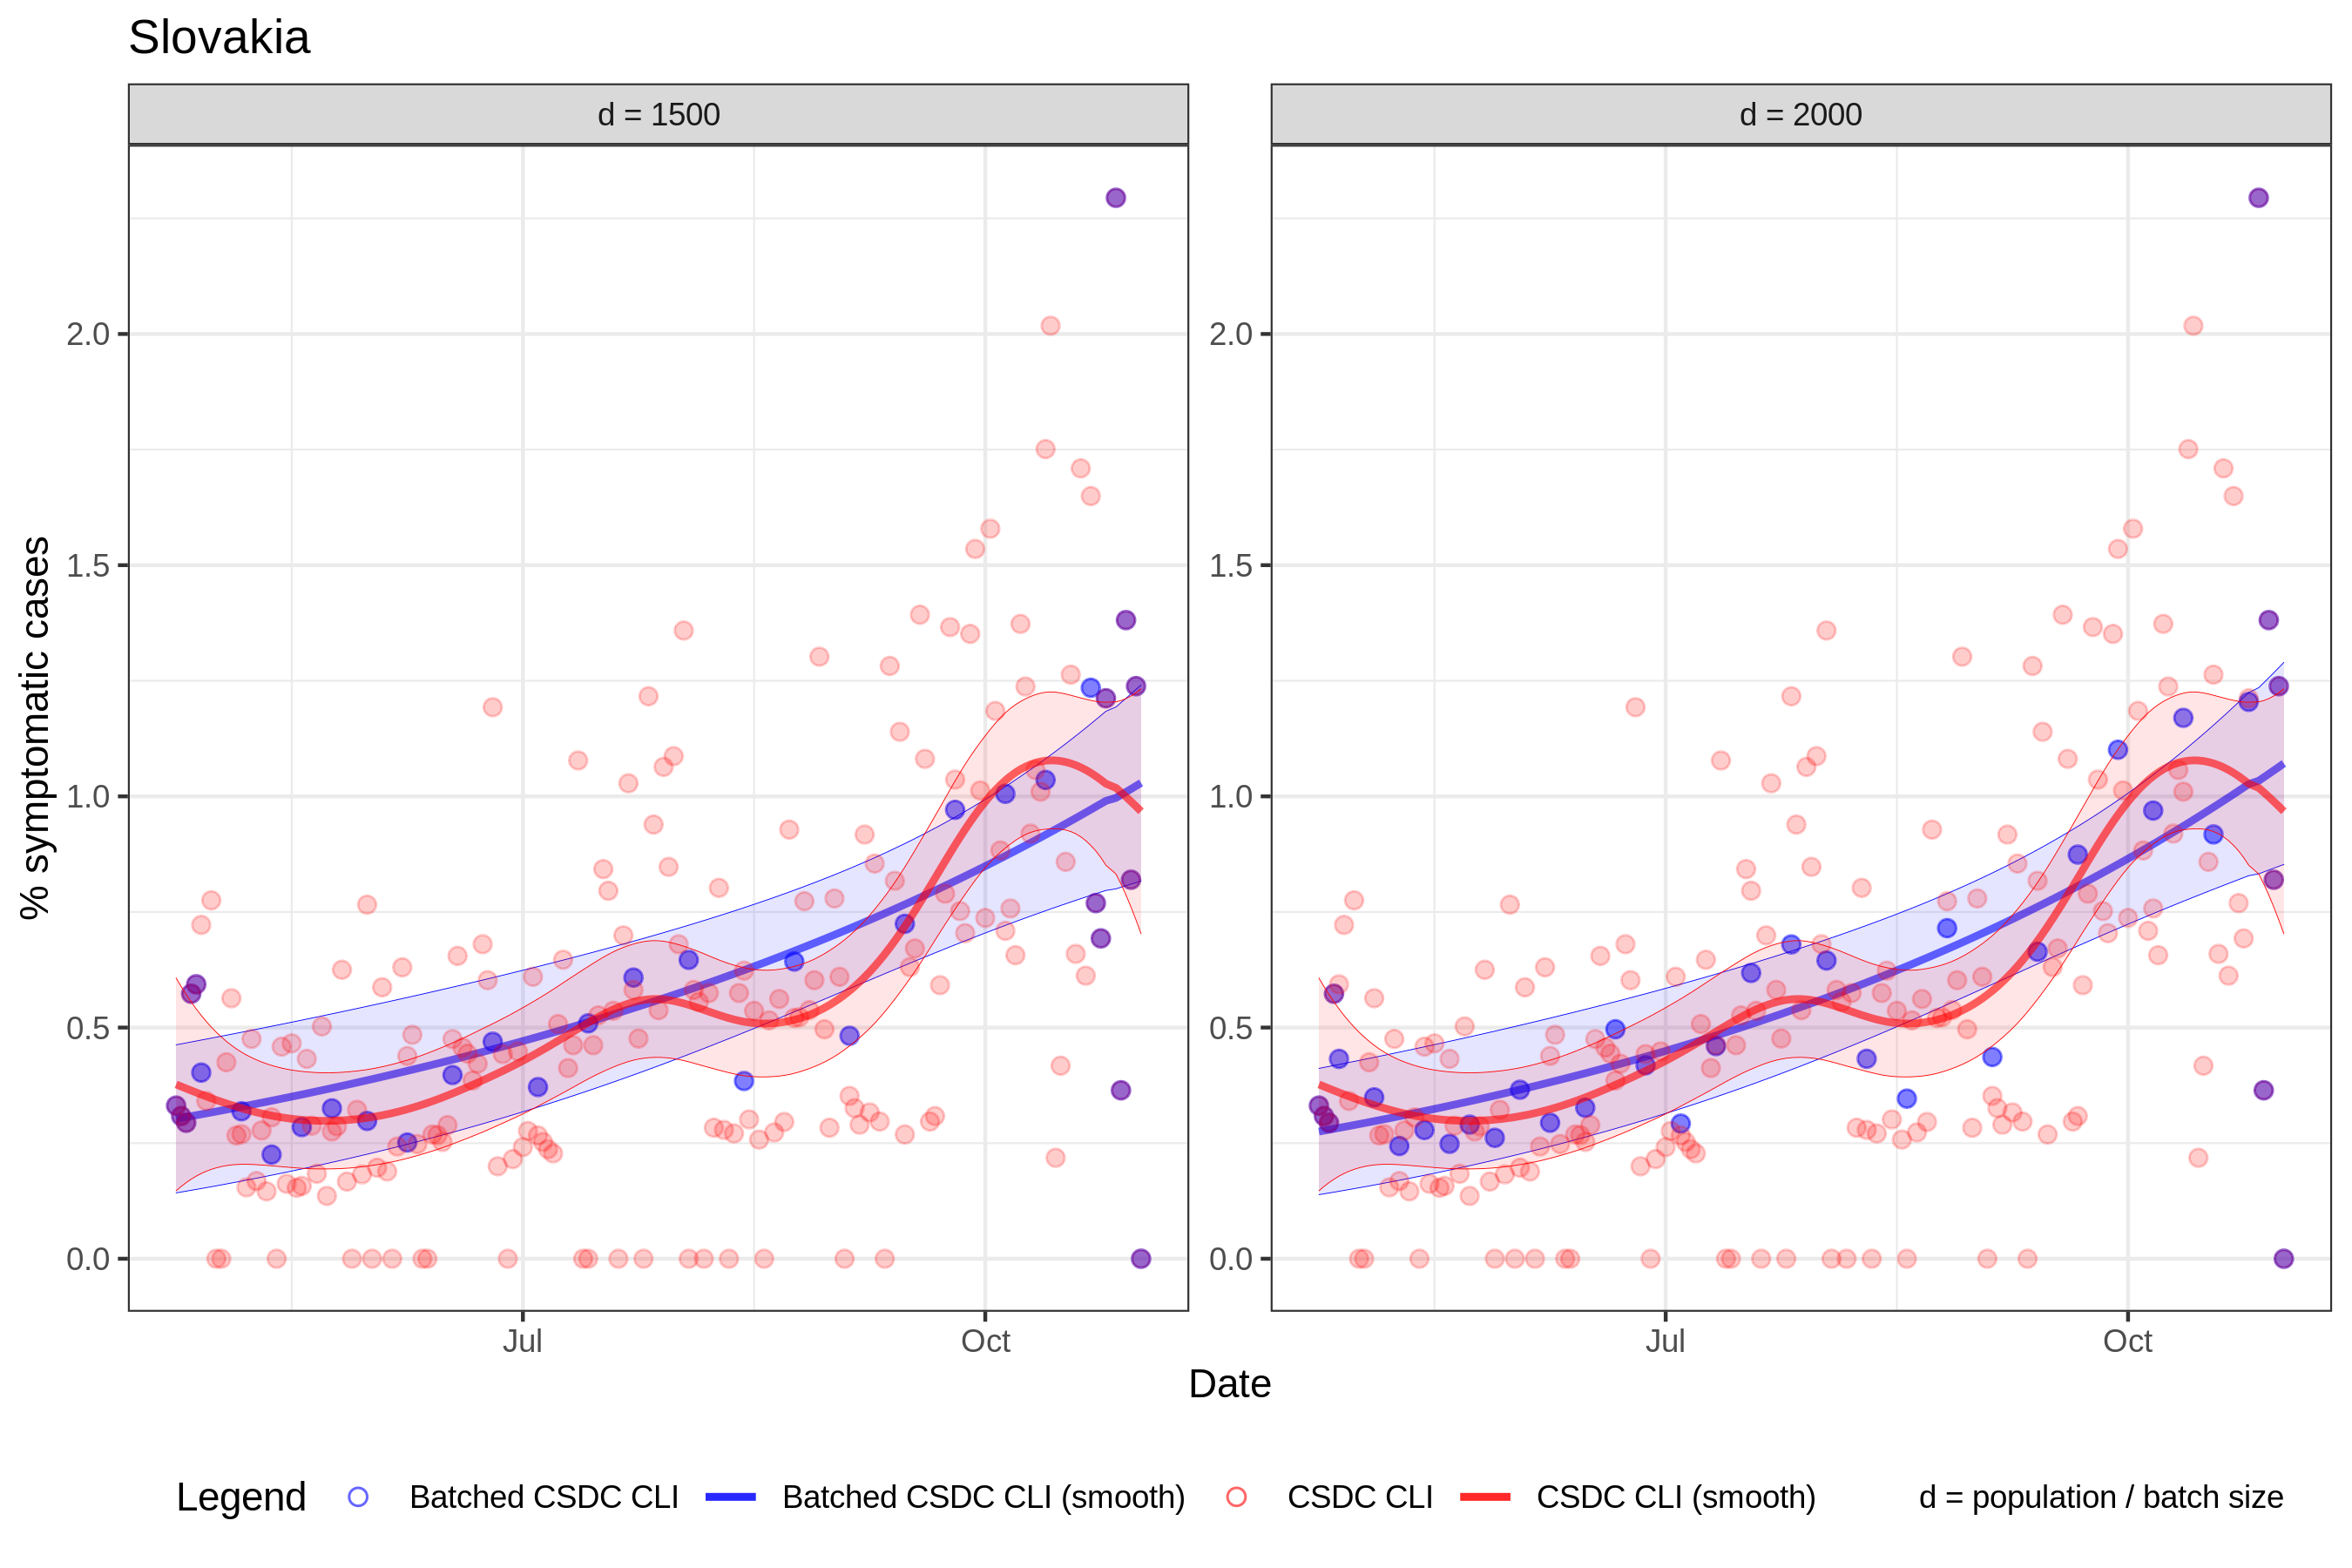 Slovakia
d = 1500
d = 2000
% symptomatic cases
2.0
1.5
1.0
0.5
0.0
2.0
1.5
1.0
0.5
0.0
Jul
Oct
Jul
Oct
Date
Legend
Batched CSDC CLI
Batched CSDC CLI (smooth)
CSDC CLI
CSDC CLI (smooth)
d = population / batch size